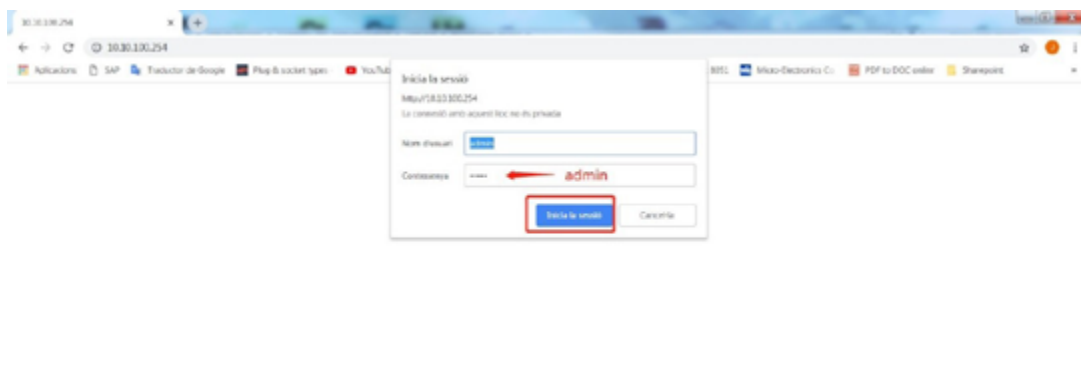 10.10.100.254
10.10.100.254
Aplicacions SAP Traductor de Google Plug & socket types YouTub 8051 Micro-Electronics C PDF to DOC online Sharepoint
Inicia la sessió
http://10.10.100.254
La connexió amb aquest lloc no és privada
Nom d'usuari admin
Contrasenya ••••• admin
Inicia la sessió Cancel·la